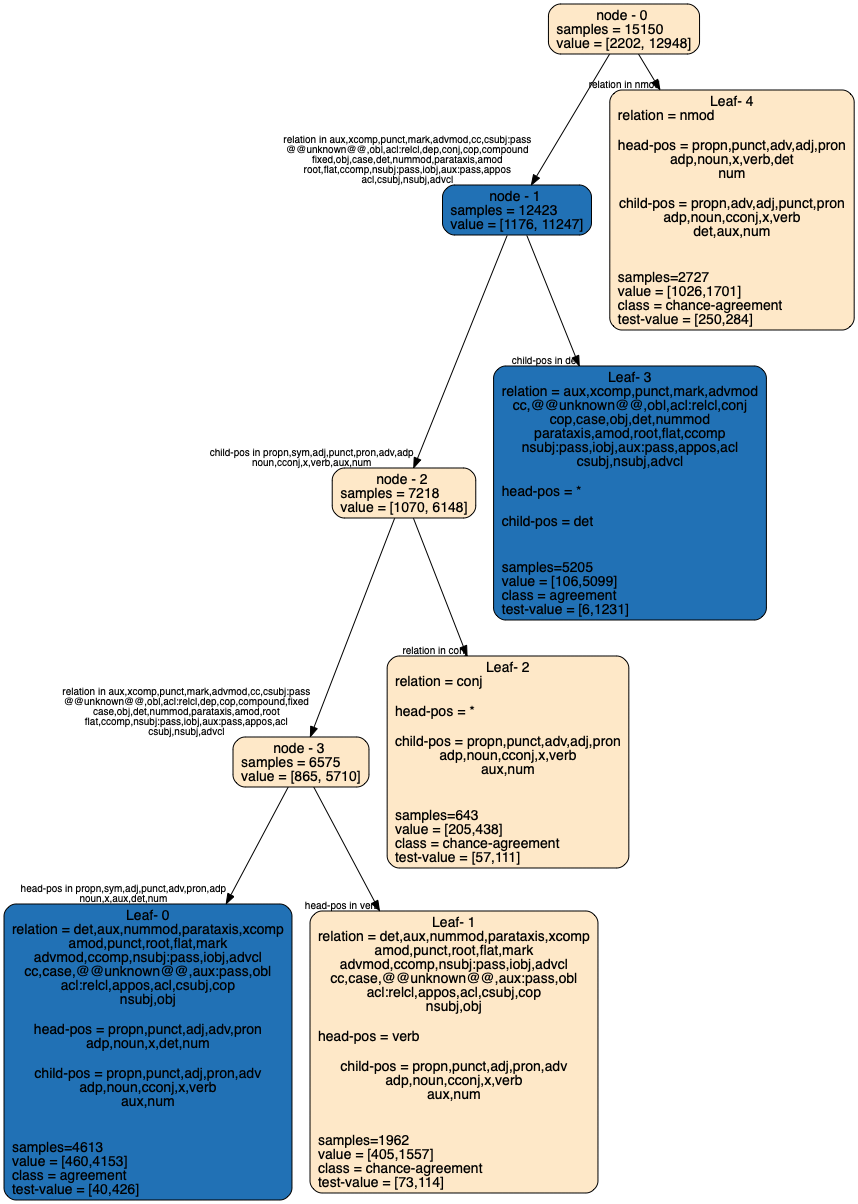 node - 0
samples = 15150
value = [2202, 12948]
relation in nmod
Leaf- 4
relation = nmod
head-pos = propn,punct,adv,adj,pron
adp,noun,x,verb,det
num
child-pos = propn,adv,adj,punct,pron
adp,noun,cconj,x,verb
det,aux,num
samples=2727
value = [1026,1701]
class = chance-agreement
test-value = [250,284]
relation in aux,xcomp,punct,mark,advmod,cc,csubj:pass
@@unknown@@,obl,acl:relcl,dep,conj,cop,compound
fixed,obj,case,det,nummod,parataxis,amod
root,flat,ccomp,nsubj:pass,iobj,aux:pass,appos
acl,csubj,nsubj,advcl
node - 1
samples = 12423
value = [1176, 11247]
child-pos in det
Leaf- 3
relation = aux,xcomp,punct,mark,advmod
cc,@@unknown@@,obl,acl:relcl,conj
cop,case,obj,det,nummod
parataxis,amod,root,flat,ccomp
nsubj:pass,iobj,aux:pass,appos,acl
csubj,nsubj,advcl
head-pos = *
child-pos = det
samples=5205
value = [106,5099]
class = agreement
test-value = [6,1231]
child-pos in propn,sym,adj,punct,pron,adv,adp
noun,cconj,x,verb,aux,num
node - 2
samples = 7218
value = [1070, 6148]
relation in conj
Leaf- 2
relation = conj
head-pos = *
child-pos = propn,punct,adv,adj,pron
adp,noun,cconj,x,verb
aux,num
samples=643
value = [205,438]
class = chance-agreement
test-value = [57,111]
relation in aux,xcomp,punct,mark,advmod,cc,csubj:pass
@@unknown@@,obl,acl:relcl,dep,cop,compound,fixed
case,obj,det,nummod,parataxis,amod,root
flat,ccomp,nsubj:pass,iobj,aux:pass,appos,acl
csubj,nsubj,advcl
node - 3
samples = 6575
value = [865, 5710]
head-pos in propn,sym,adj,punct,adv,pron,adp
noun,x,aux,det,num
Leaf- 0
relation = det,aux,nummod,parataxis,xcomp
amod,punct,root,flat,mark
advmod,ccomp,nsubj:pass,iobj,advcl
cc,case,@@unknown@@,aux:pass,obl
acl:relcl,appos,acl,csubj,cop
nsubj,obj
head-pos = propn,punct,adj,adv,pron
adp,noun,x,det,num
child-pos = propn,punct,adj,pron,adv
adp,noun,cconj,x,verb
aux,num
samples=4613
value = [460,4153]
class = agreement
test-value = [40,426]
head-pos in verb
Leaf- 1
relation = det,aux,nummod,parataxis,xcomp
amod,punct,root,flat,mark
advmod,ccomp,nsubj:pass,iobj,advcl
cc,case,@@unknown@@,aux:pass,obl
acl:relcl,appos,acl,csubj,cop
nsubj,obj
head-pos = verb
child-pos = propn,punct,adj,pron,adv
adp,noun,cconj,x,verb
aux,num
samples=1962
value = [405,1557]
class = chance-agreement
test-value = [73,114]